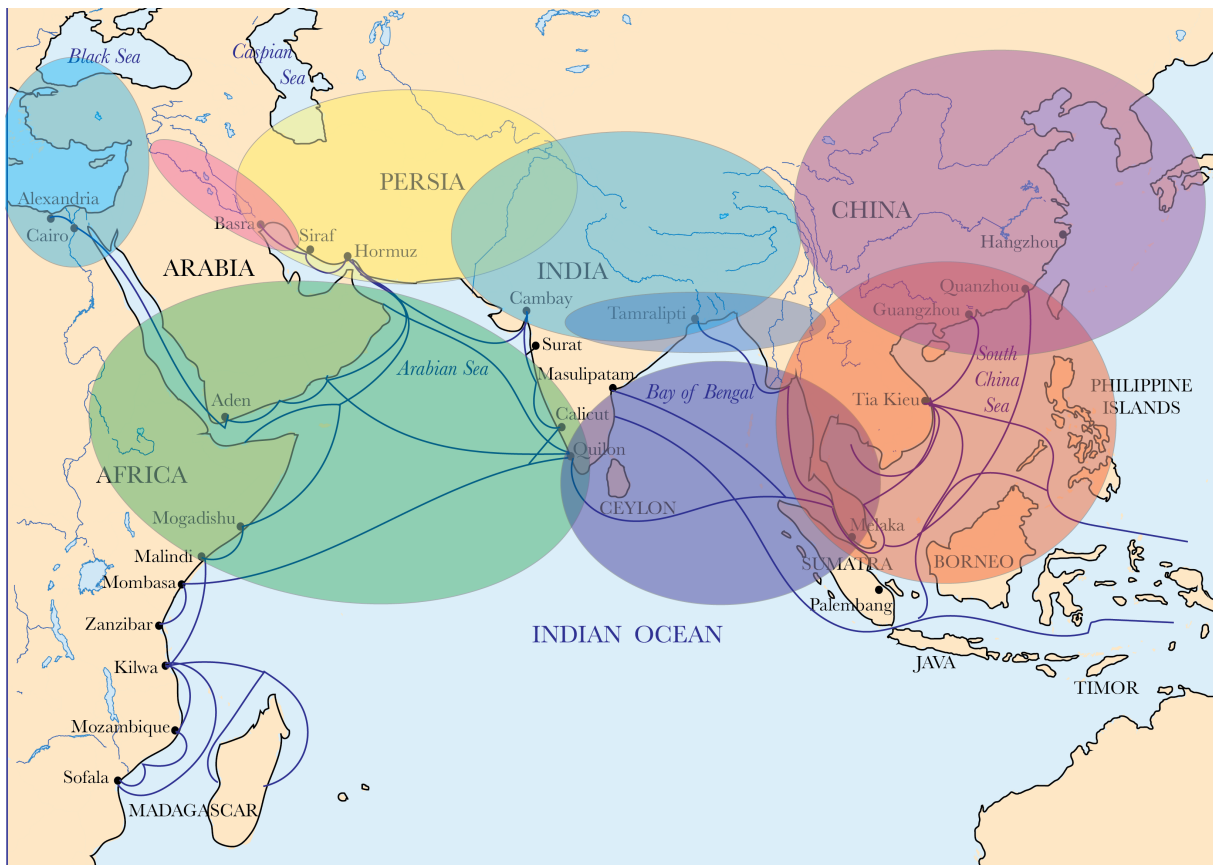 Black Sea
Caspian
Sea
Alexandria
Cairo
PERSIA
Basra
Siraf
Hormuz
ARABIA
INDIA
Cambay
Tamralipti
Surat
Masulipatam
CHINA
Hangzhou
Quanzhou
Guangzhou
South
China
Sea
PHILIPPINE
ISLANDS
Arabian Sea
Bay of Bengal
Tia Kieu
Aden
Calicut
Quilon
AFRICA
CEYLON
Mogadishu
Melaka
Malindi
SUMATRA
BORNEO
Mombasa
Palembang
Zanzibar
INDIAN OCEAN
Kilwa
JAVA
TIMOR
Mozambique
Sofala
MADAGASCAR